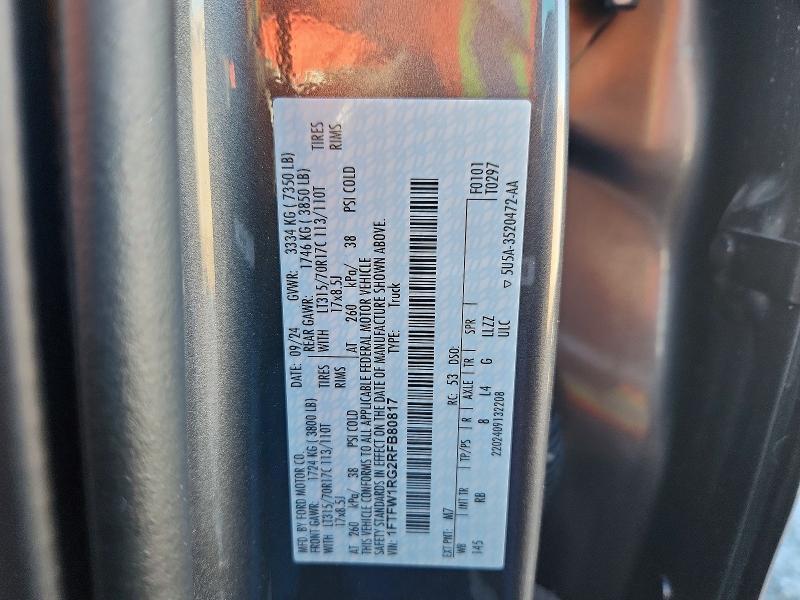 MFD. BY FORD MOTOR CO.
DATE: 09/24 GVWR: 3334 KG ( 7350 LB)
FRONT GAWR: 1724 KG ( 3800 LB) REAR GAWR: 1746 KG ( 3850 LB)
WITH LT315/70R17C 113/110T TIRES WITH LT315/70R17C 113/110T TIRES
17x8.5J RIMS 17x8.5J RIMS
AT 260 kPa/ 38 PSI COLD AT 260 kPa/ 38 PSI COLD
THIS VEHICLE CONFORMS TO ALL APPLICABLE FEDERAL MOTOR VEHICLE
SAFETY STANDARDS IN EFFECT ON THE DATE OF MANUFACTURE SHOWN ABOVE.
VIN: 1FTFW1RG2RFB80817 TYPE: Truck
F0101
T0297
EXT PNT: M7 RC: 53 DSO:
WB INT TR TP/PS R AXLE TR SPR
145 RB 8 L4 G LLZZ
ULC
2202409132208 ▽ 5U5A-3520472-AA